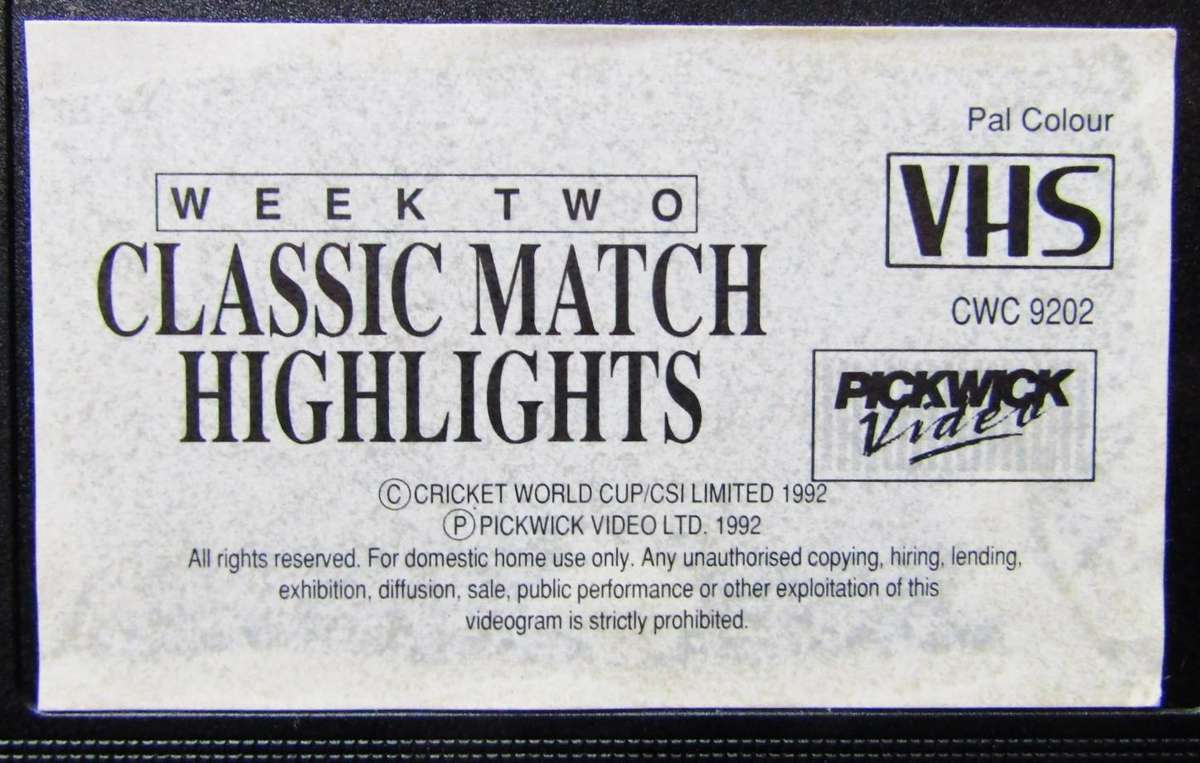 Pal Colour
VHS
WEEK TWO
CLASSIC MATCH
HIGHLIGHTS
CWC 9202
PICKWICK
Video
©CRICKET WORLD CUP/CSI LIMITED 1992
℗PICKWICK VIDEO LTD. 1992
All rights reserved. For domestic home use only. Any unauthorised copying, hiring, lending,
exhibition, diffusion, sale, public performance or other exploitation of this
videogram is strictly prohibited.